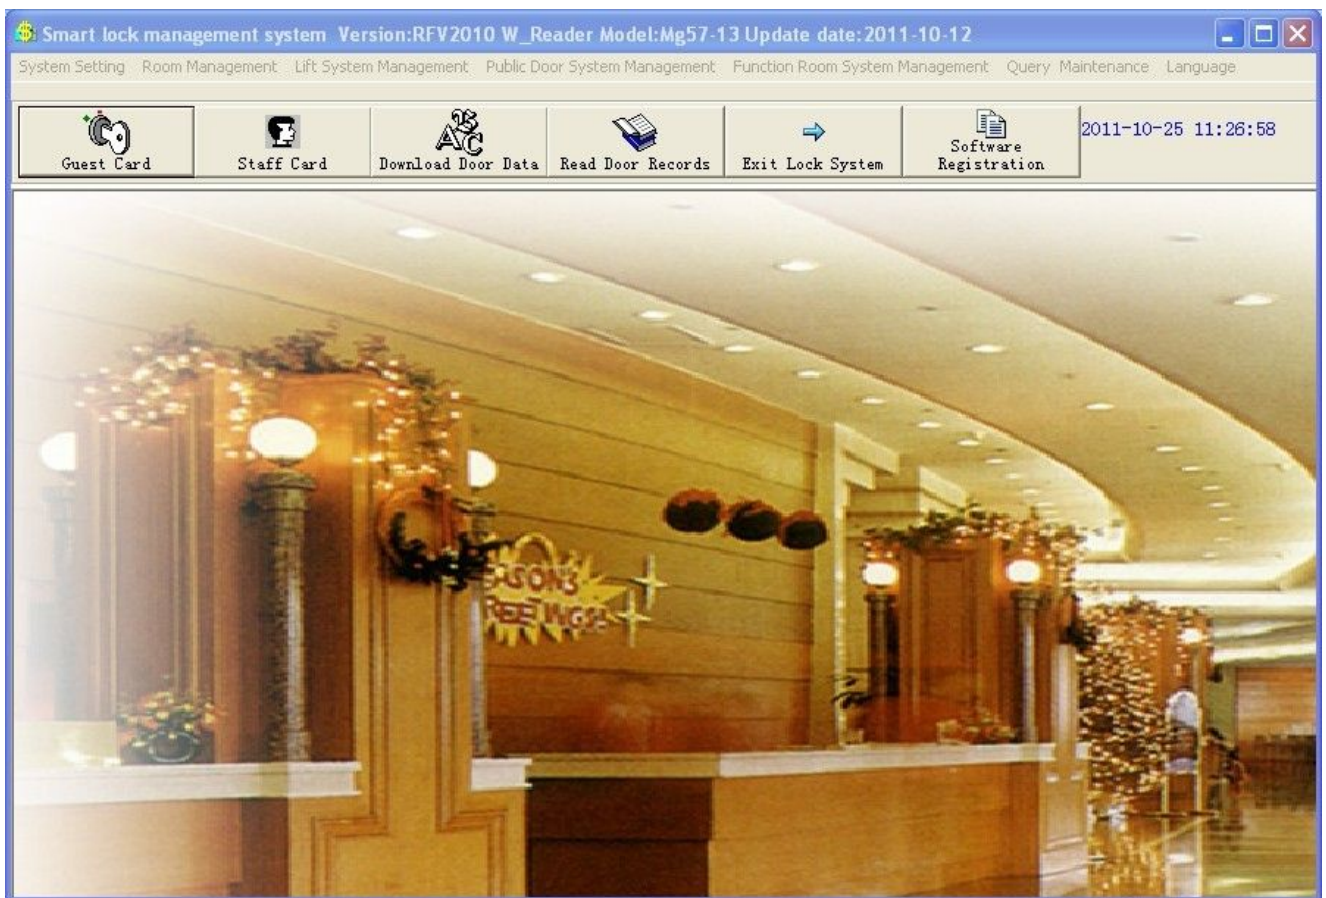 Smart lock management system Version:RFV2010 W_Reader Model:Mg57-13 Update date:2011-10-12
System Setting Room Management Lift System Management Public Door System Management Function Room System Management Query Maintenance Language
Guest Card Staff Card Download Door Data Read Door Records Exit Lock System Software Registration 2011-10-25 11:26:58
EASON'S
REETINGS